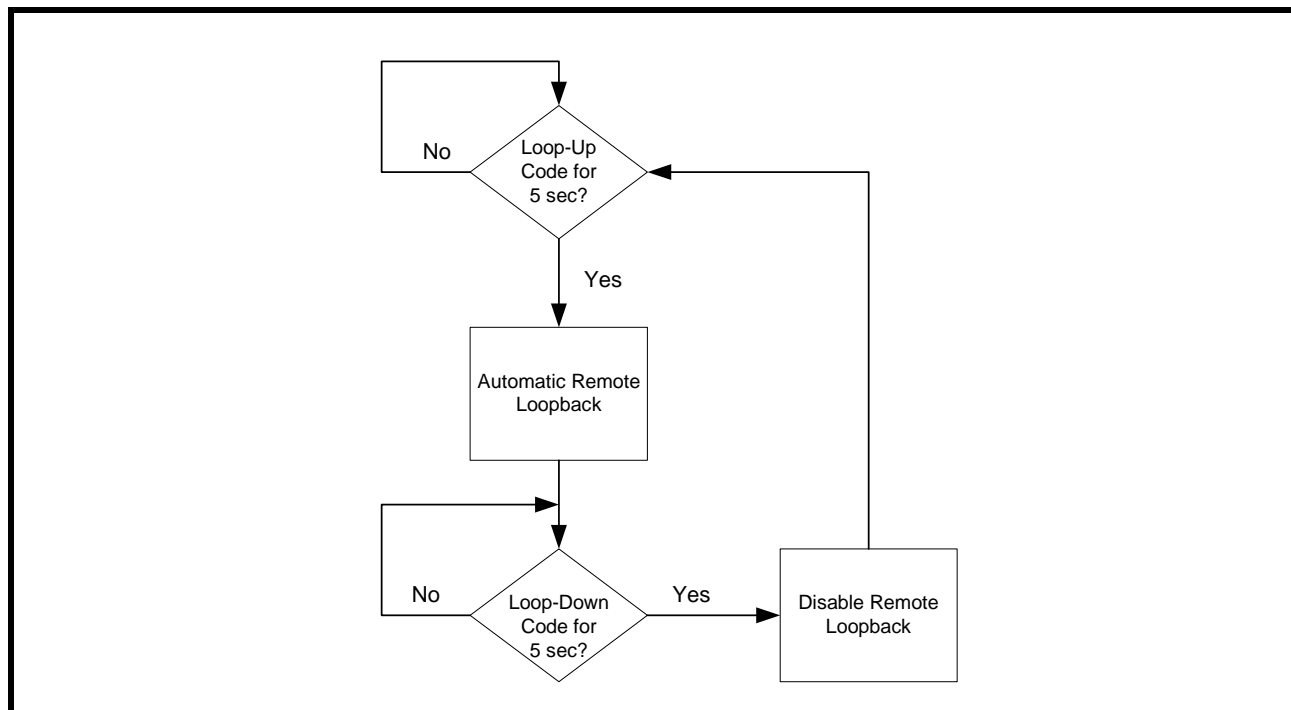 No
Loop-Up
Code for
5 sec?
Yes
Automatic Remote
Loopback
No
Loop-Down
Code for
5 sec?
Yes
Disable Remote
Loopback